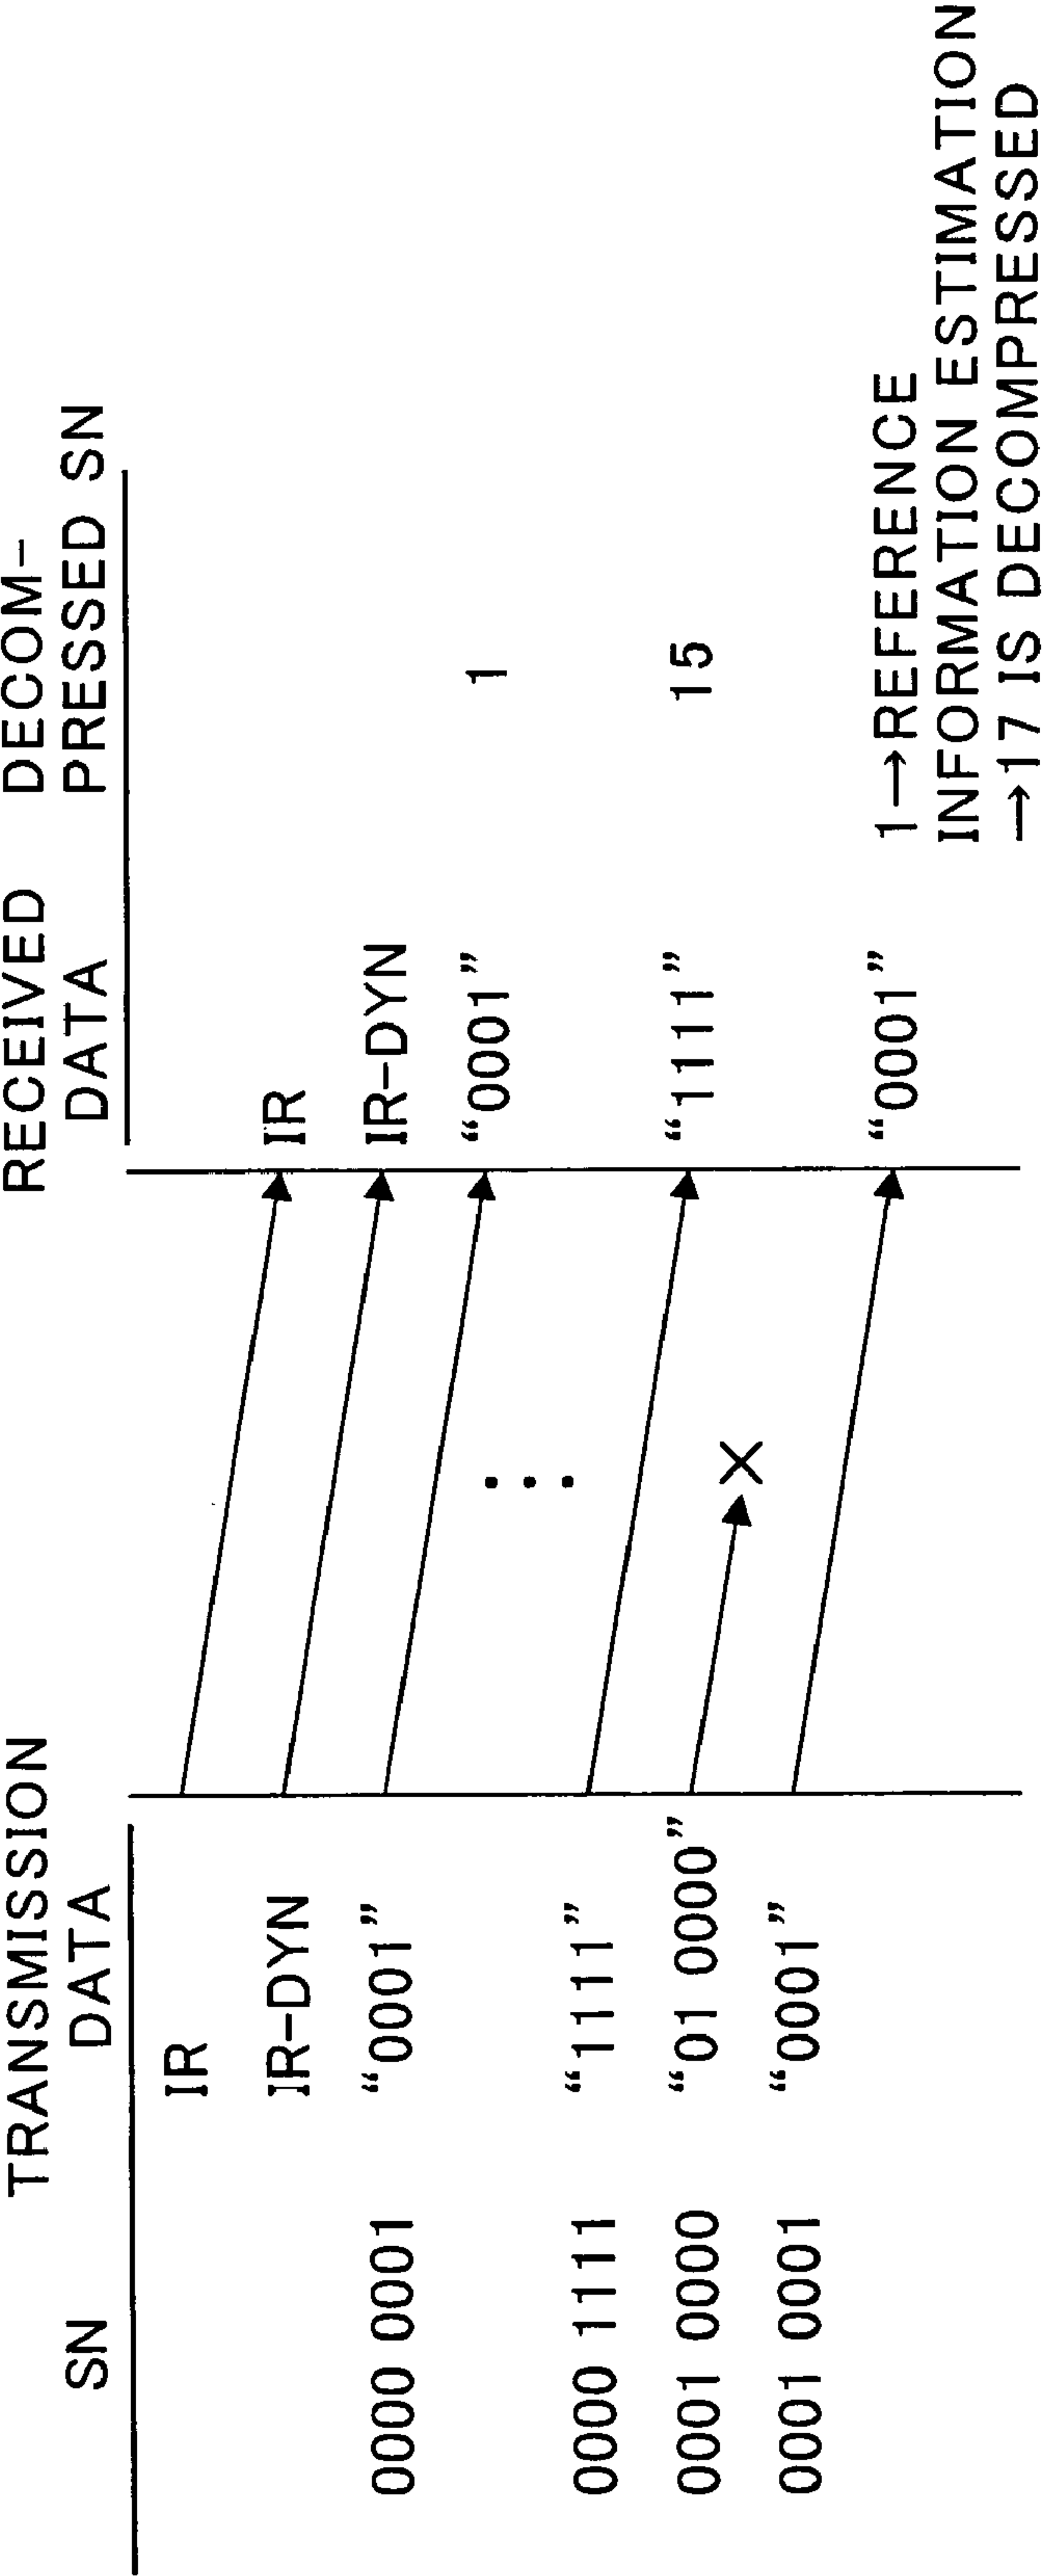 SN
TRANSMISSION
DATA
RECEIVED
DATA
DECOM-
PRESSED SN
IR
IR
IR-DYN
IR-DYN
0000 0001 “0001”
“0001” 1
...
0000 1111 “1111”
“1111” 15
0001 0000 “01 0000”
×
0001 0001 “0001”
“0001” 1→REFERENCE
INFORMATION ESTIMATION
→17 IS DECOMPRESSED